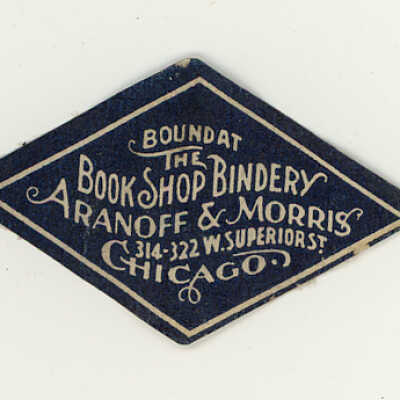 BOUND AT
THE
BOOK SHOP BINDERY
ARANOFF & MORRIS
314-322 W. SUPERIOR ST.
CHICAGO.